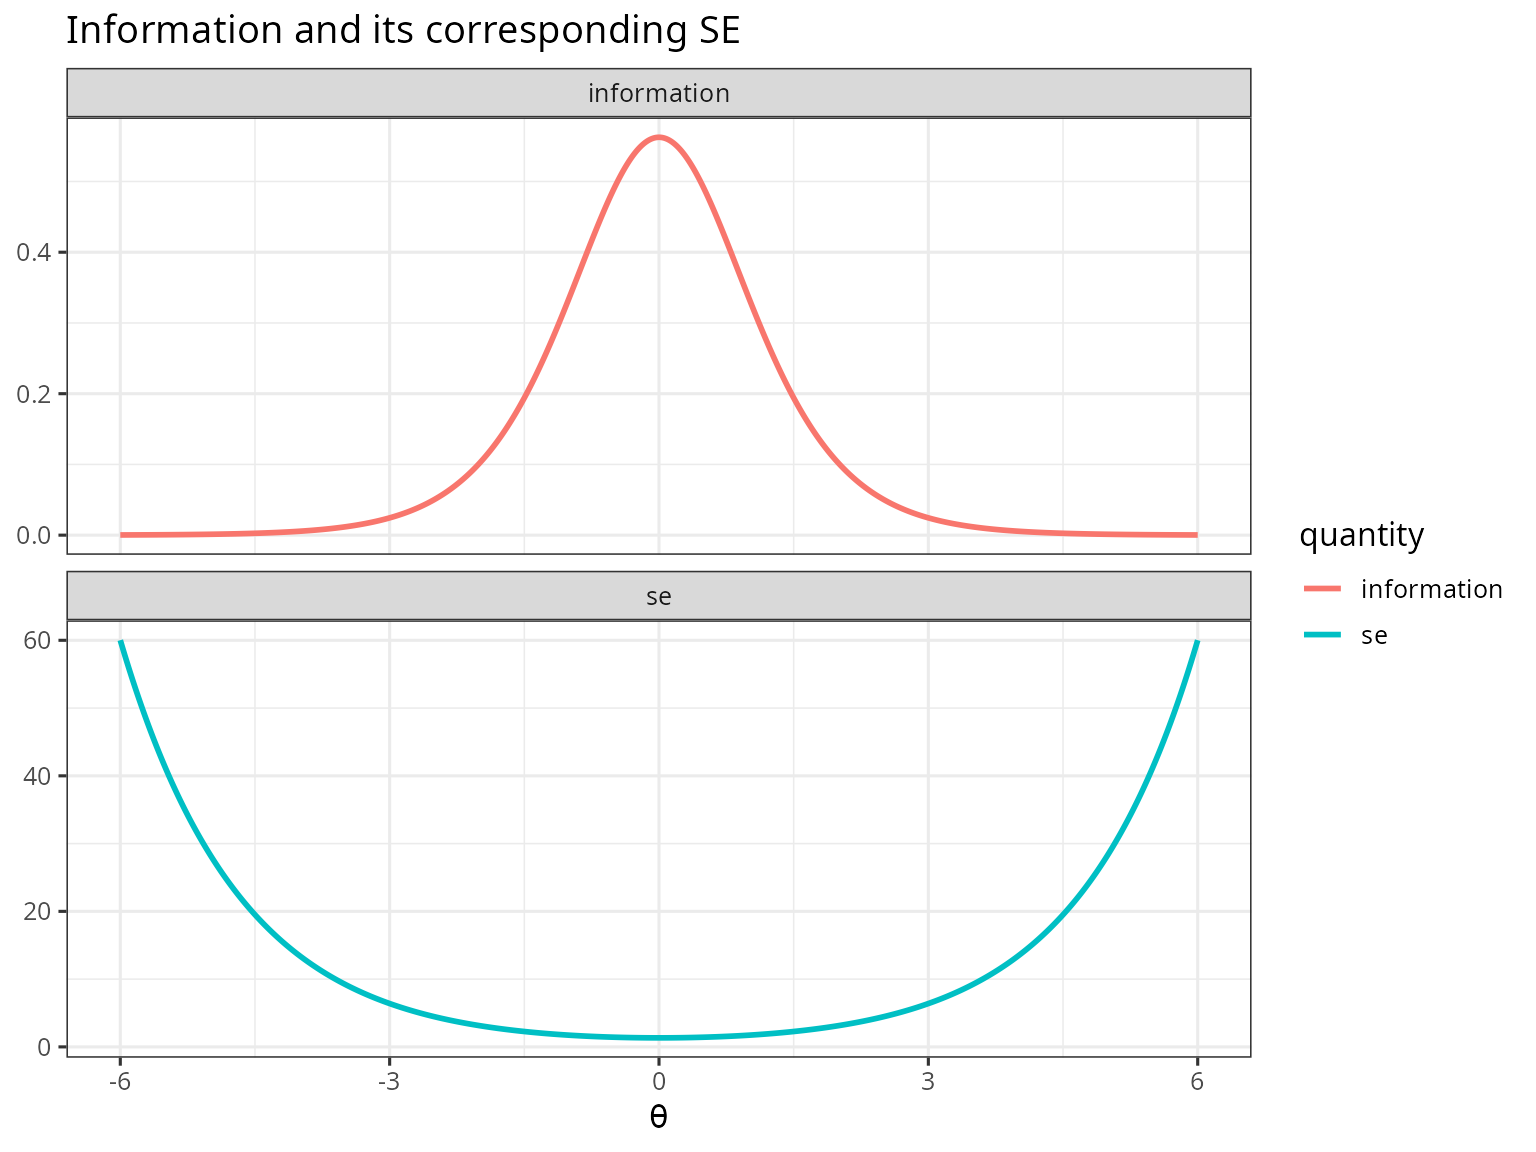 Information and its corresponding SE
information
0.4
0.2
0.0
se
60
40
20
0
-6 -3 0 3 6
θ
quantity
information
se